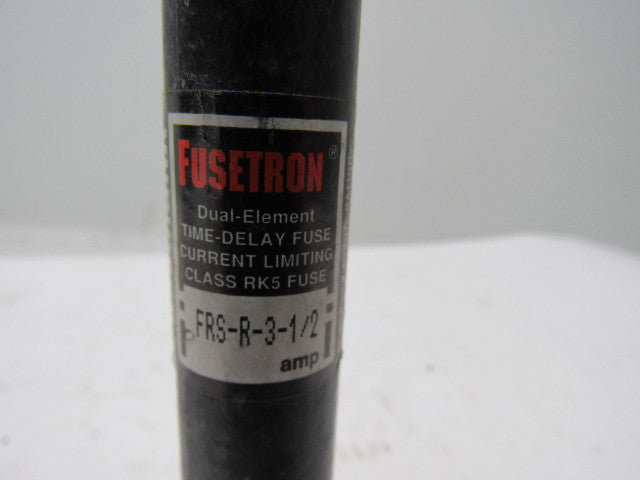 FUSETRON®
Dual-Element
TIME-DELAY FUSE
CURRENT LIMITING
CLASS RK5 FUSE
FRS-R-3-1/2
amp